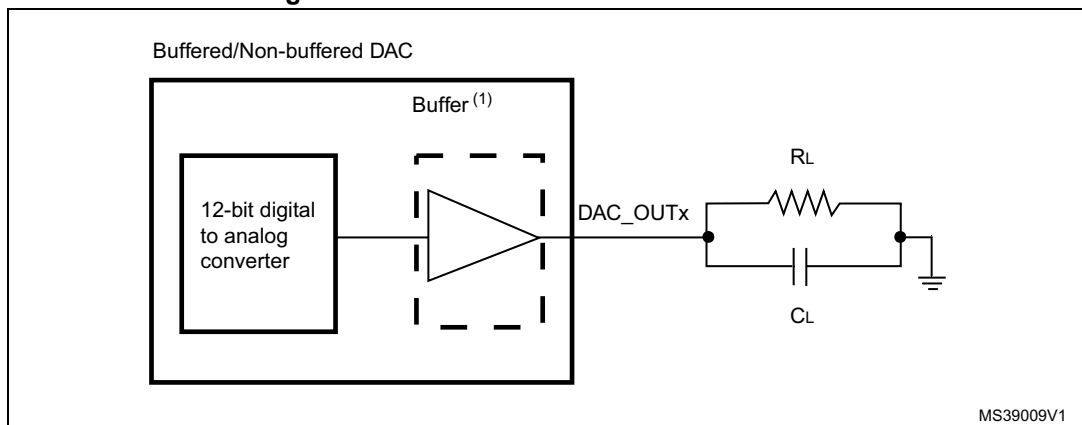 Buffered/Non-buffered DAC
Buffer (1)
12-bit digital
to analog
converter
DAC_OUTx
RL
CL
MS39009V1